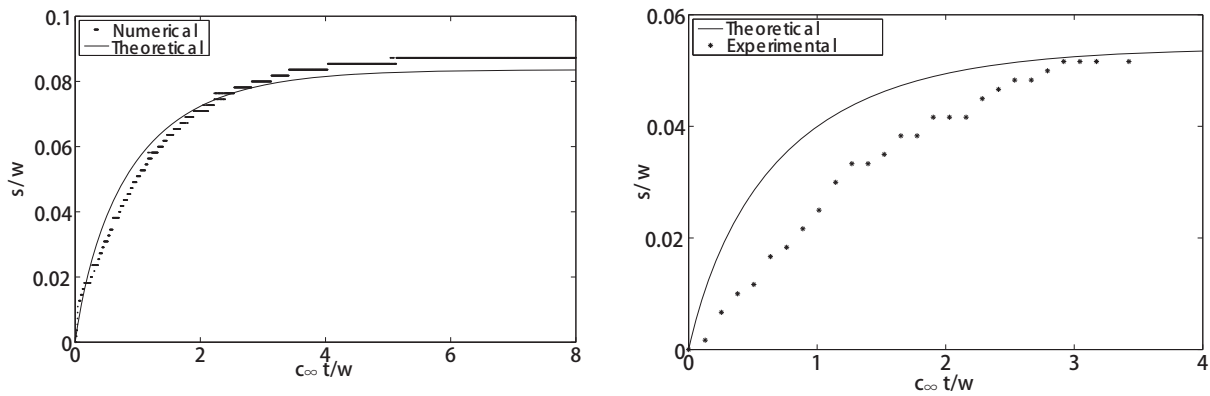 0.1
0.08
0.06
0.04
0.02
0
s/w
Numerical
Theoretical
0 2 4 6 8
c∞ t/w
0.06
0.04
0.02
0
s/w
Theoretical
Experimental
0 1 2 3 4
c∞ t/w